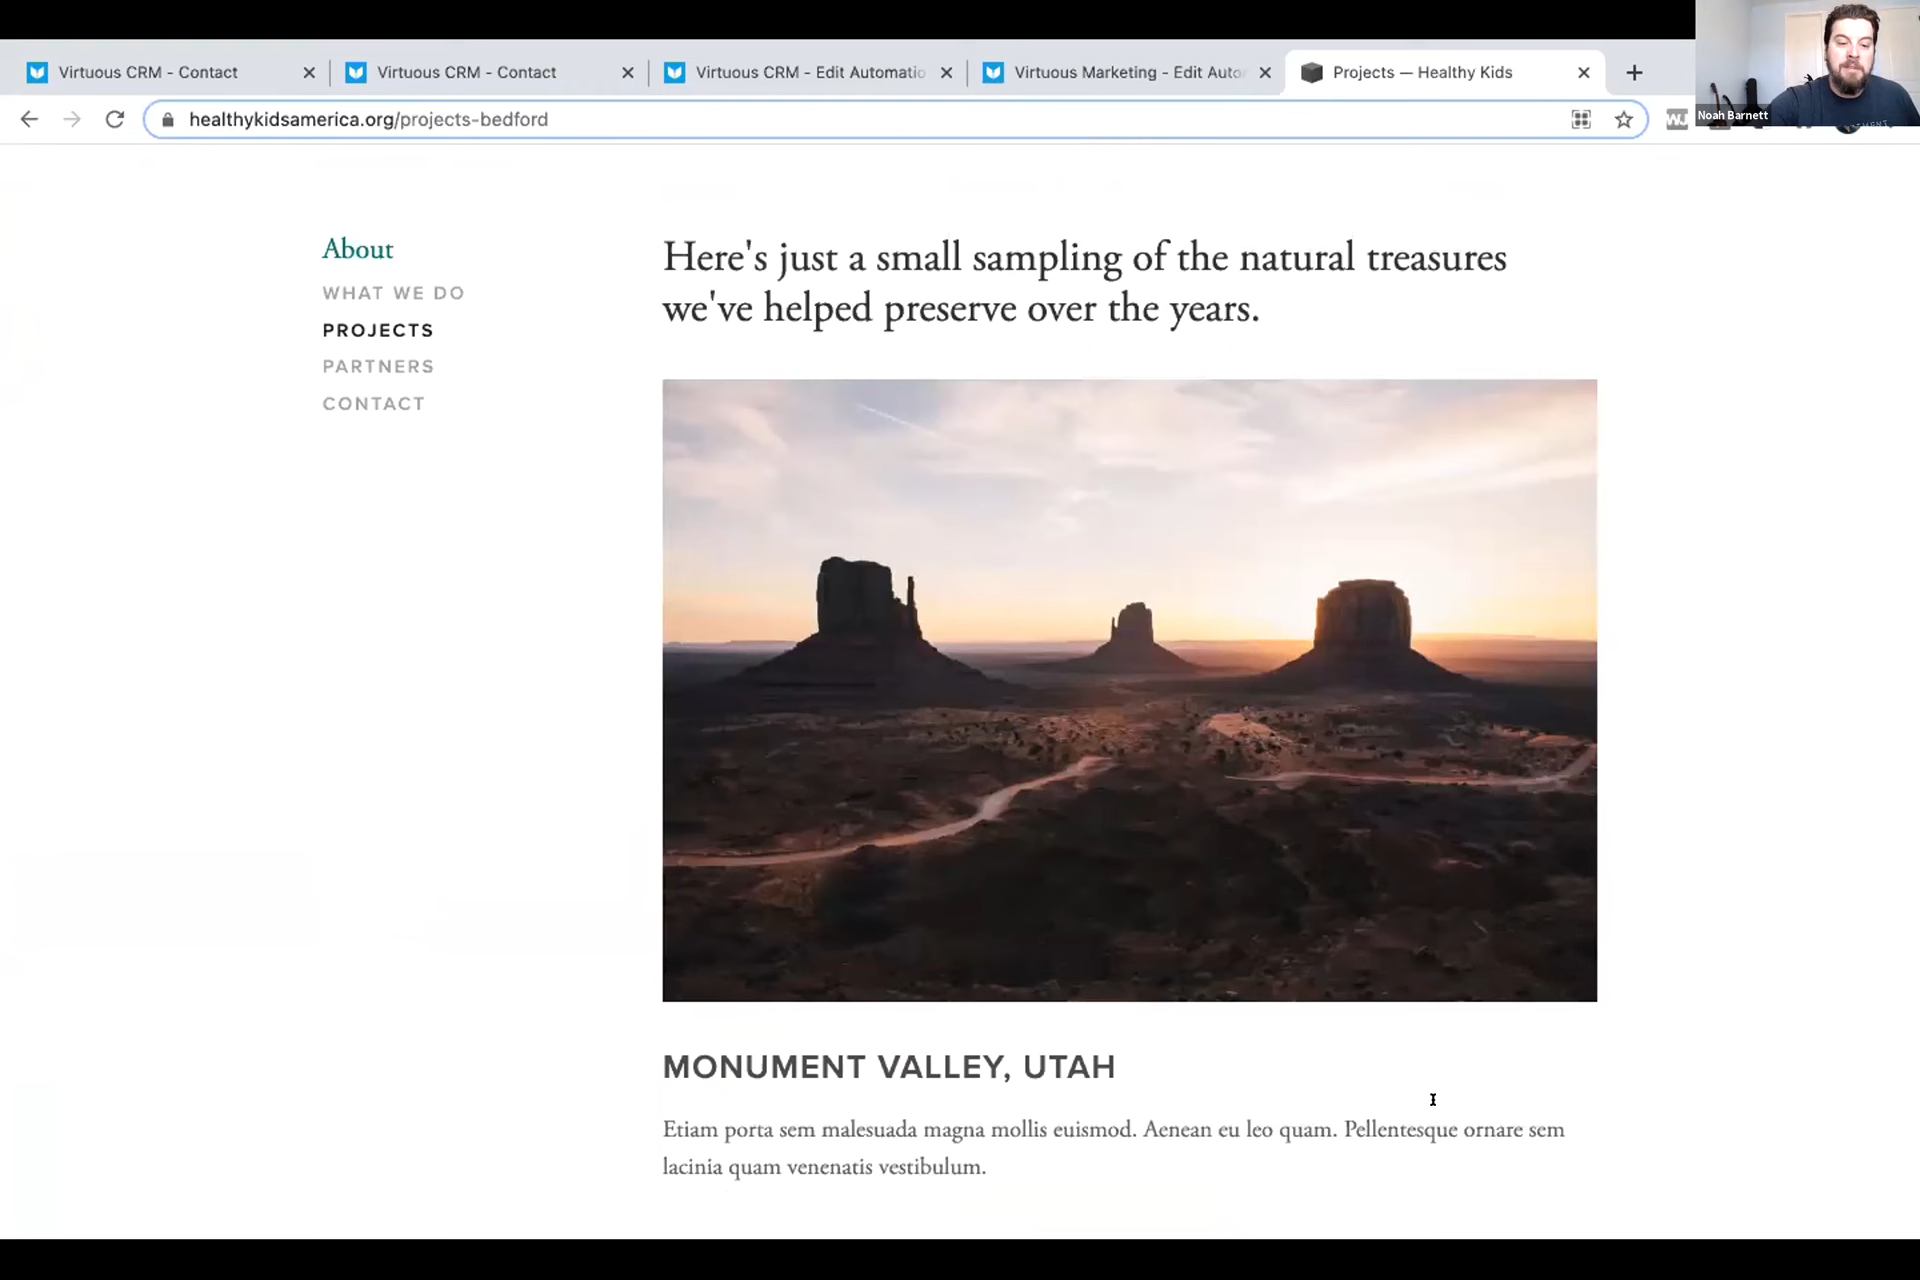 Virtuous CRM - Contact
Virtuous CRM - Contact
Virtuous CRM - Edit Automatio
Virtuous Marketing - Edit Auto
Projects — Healthy Kids
healthykidsamerica.org/projects-bedford
WJ
Noah Barnett
About
WHAT WE DO
PROJECTS
PARTNERS
CONTACT
Here's just a small sampling of the natural treasures
we've helped preserve over the years.
MONUMENT VALLEY, UTAH
Etiam porta sem malesuada magna mollis euismod. Aenean eu leo quam. Pellentesque ornare sem
lacinia quam venenatis vestibulum.